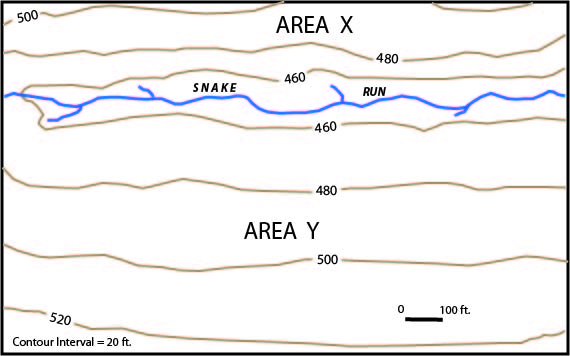 500
AREA X
480
460
SNAKE RUN
460
480
AREA Y
500
0 100 ft.
520
Contour Interval = 20 ft.